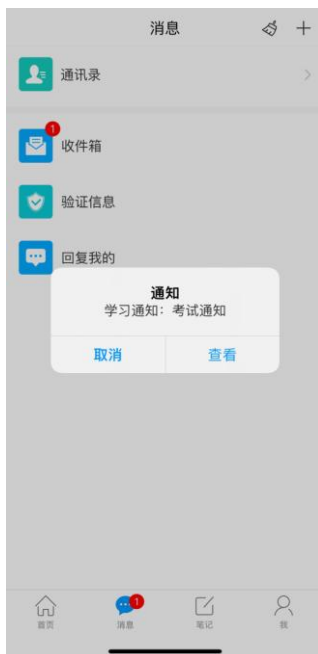 消息
通讯录
1
收件箱
验证信息
回复我的
通知
学习通知：考试通知
取消 查看
1
首页 消息 笔记 我